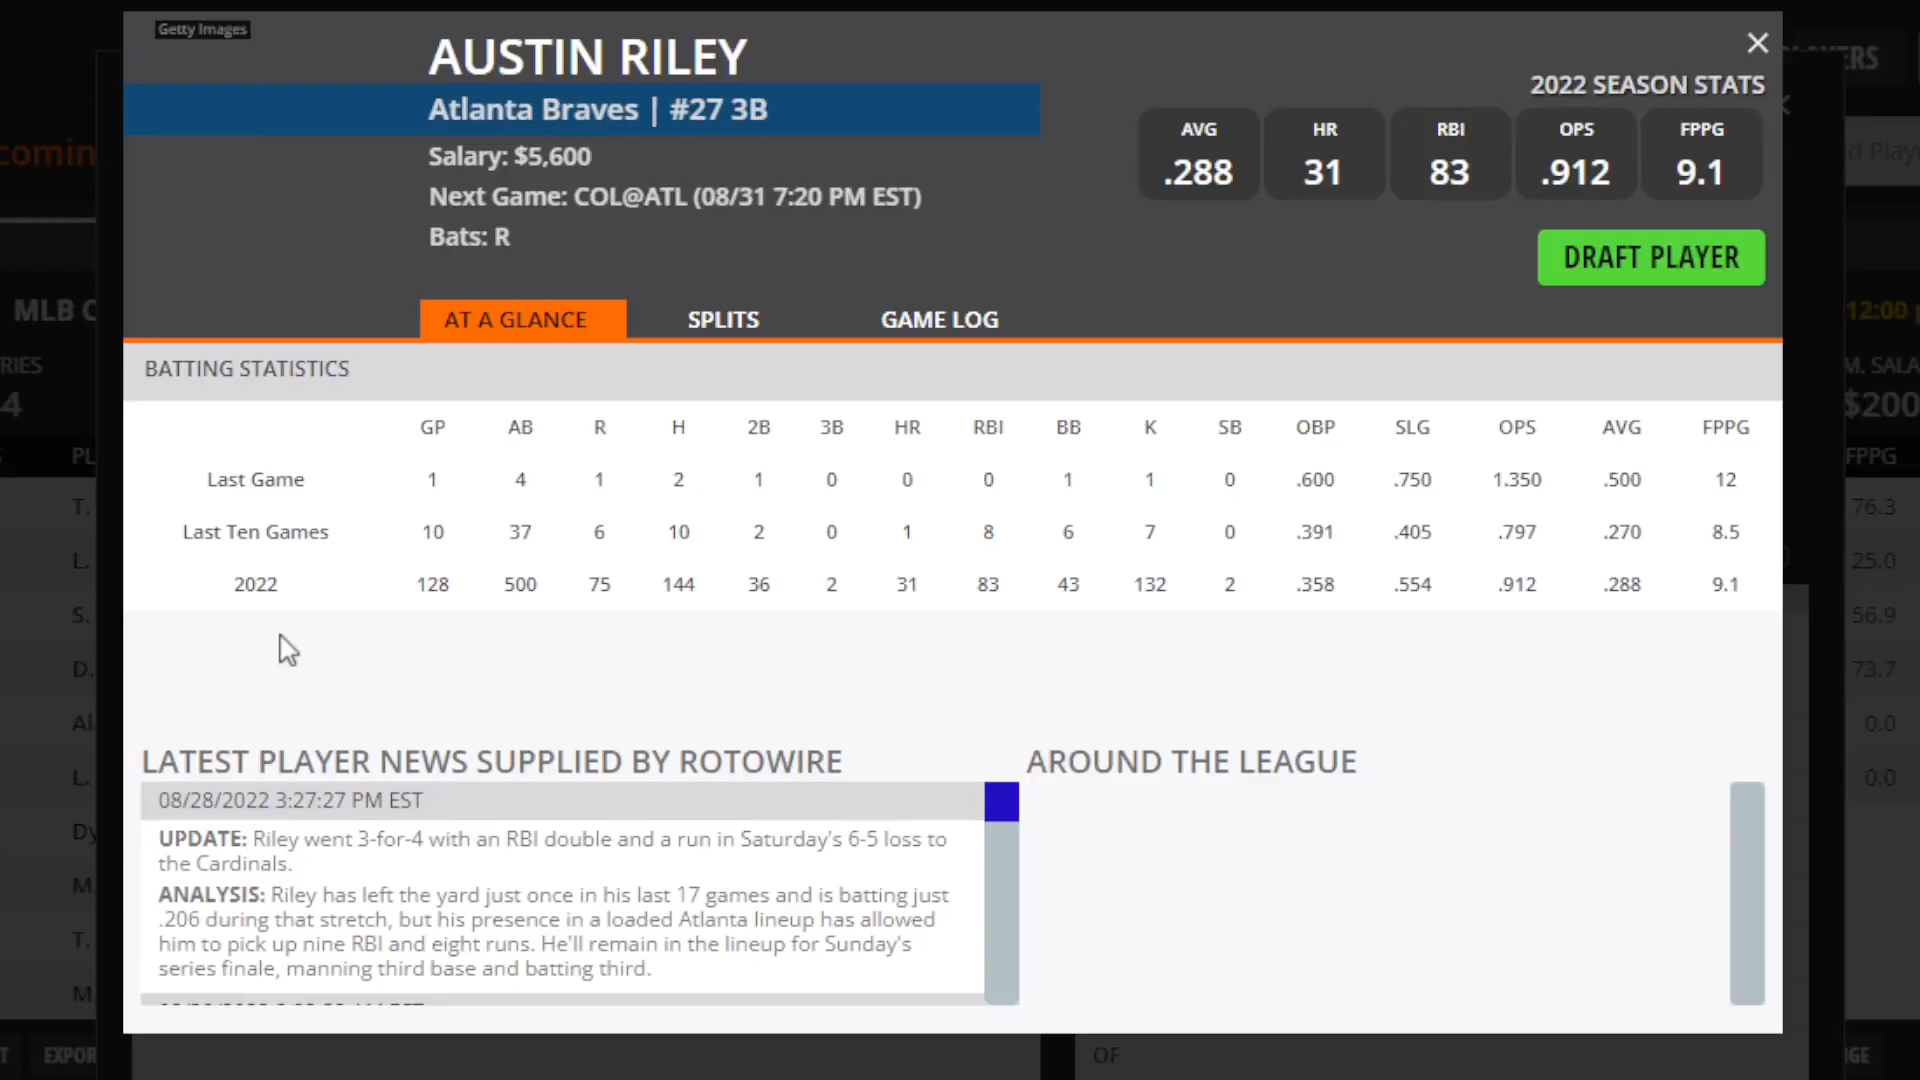 Getty Images
AUSTIN RILEY
Atlanta Braves | #27 3B
Salary: $5,600
Next Game: COL@ATL (08/31 7:20 PM EST)
Bats: R
2022 SEASON STATS
AVG HR RBI OPS FPPG
.288 31 83 .912 9.1
DRAFT PLAYER
AT A GLANCE SPLITS GAME LOG
BATTING STATISTICS
GP AB R H 2B 3B HR RBI BB K SB OBP SLG OPS AVG FPPG
Last Game 1 4 1 2 1 0 0 0 1 1 0 .600 .750 1.350 .500 12
Last Ten Games 10 37 6 10 2 0 1 8 6 7 0 .391 .405 .797 .270 8.5
2022 128 500 75 144 36 2 31 83 43 132 2 .358 .554 .912 .288 9.1
LATEST PLAYER NEWS SUPPLIED BY ROTOWIRE
08/28/2022 3:27:27 PM EST
UPDATE: Riley went 3-for-4 with an RBI double and a run in Saturday's 6-5 loss to
the Cardinals.
ANALYSIS: Riley has left the yard just once in his last 17 games and is batting just
.206 during that stretch, but his presence in a loaded Atlanta lineup has allowed
him to pick up nine RBI and eight runs. He'll remain in the lineup for Sunday's
series finale, manning third base and batting third.
AROUND THE LEAGUE
MLB
4
T.
L.
S.
D.
L.
M.
T.
M.
12:00
$200
FPPG
76.3
25.0
56.9
73.7
0.0
0.0
OF